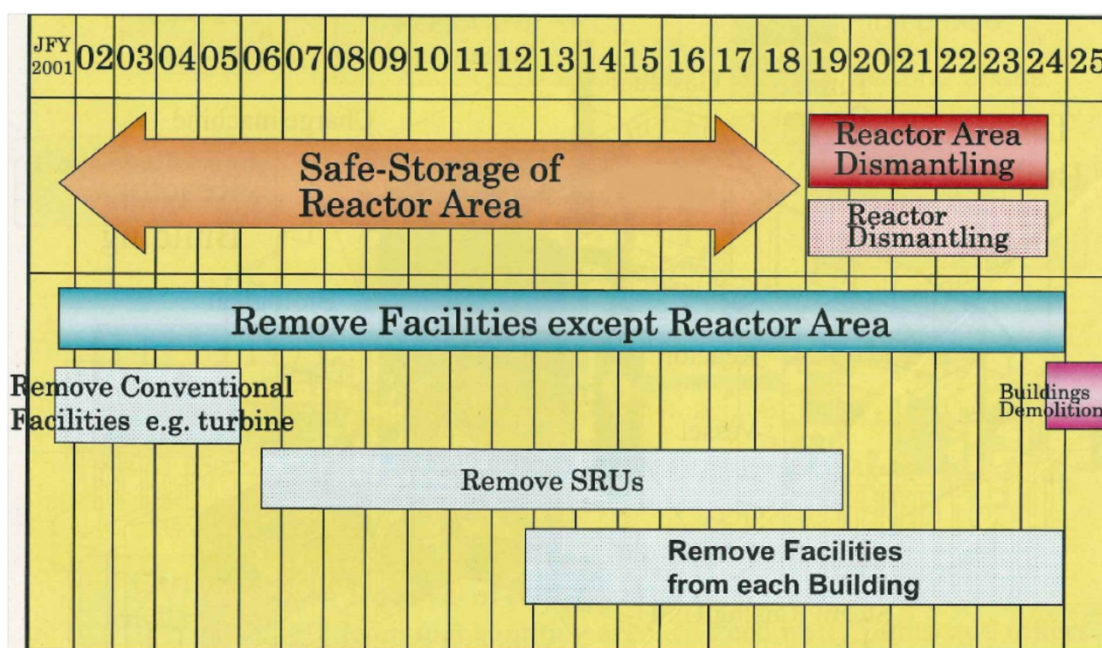 JFY
2001 02 03 04 05 06 07 08 09 10 11 12 13 14 15 16 17 18 19 20 21 22 23 24 25
Safe-Storage of
Reactor Area
Reactor Area
Dismantling
Reactor
Dismantling
Remove Facilities except Reactor Area
Remove Conventional
Facilities e.g. turbine
Buildings
Demolition
Remove SRUs
Remove Facilities
from each Building